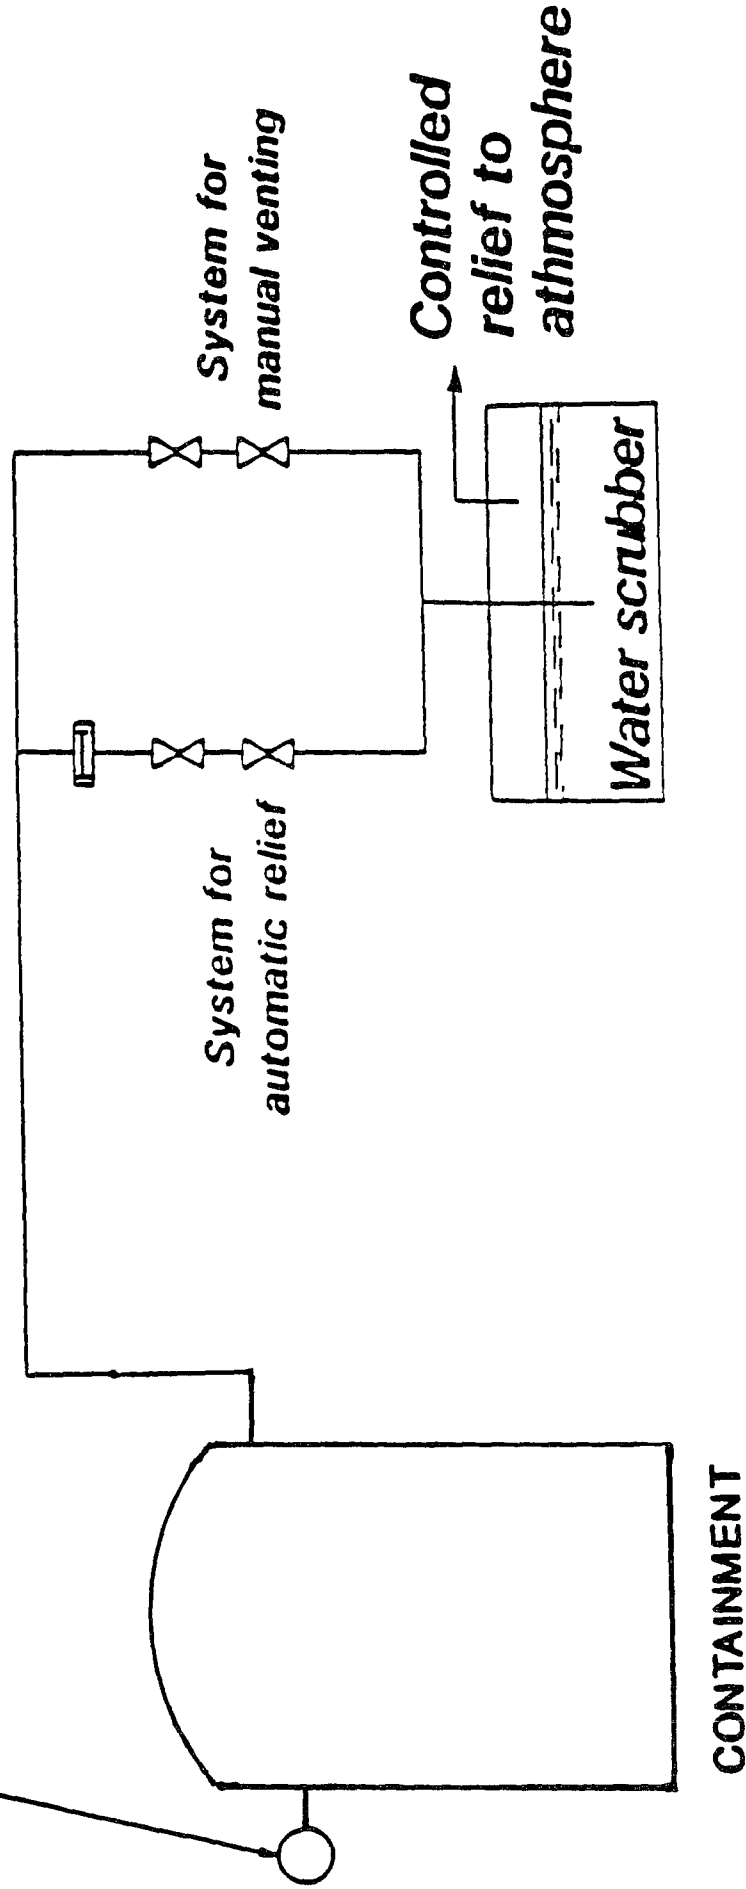 System for
manual venting
System for
automatic relief
Controlled
relief to
athmosphere
Water scrubber
CONTAINMENT